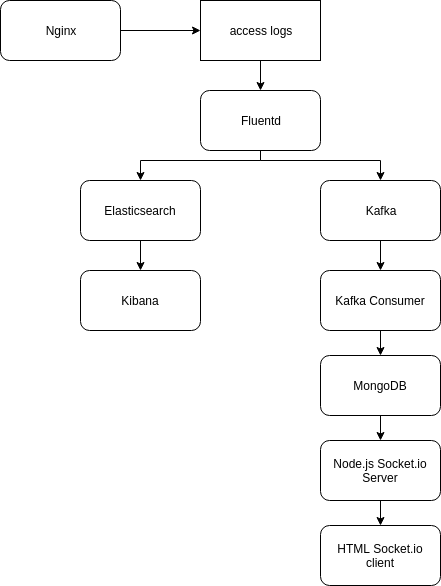 Nginx
access logs
Fluentd
Elasticsearch
Kafka
Kibana
Kafka Consumer
MongoDB
Node.js Socket.io
Server
HTML Socket.io
client